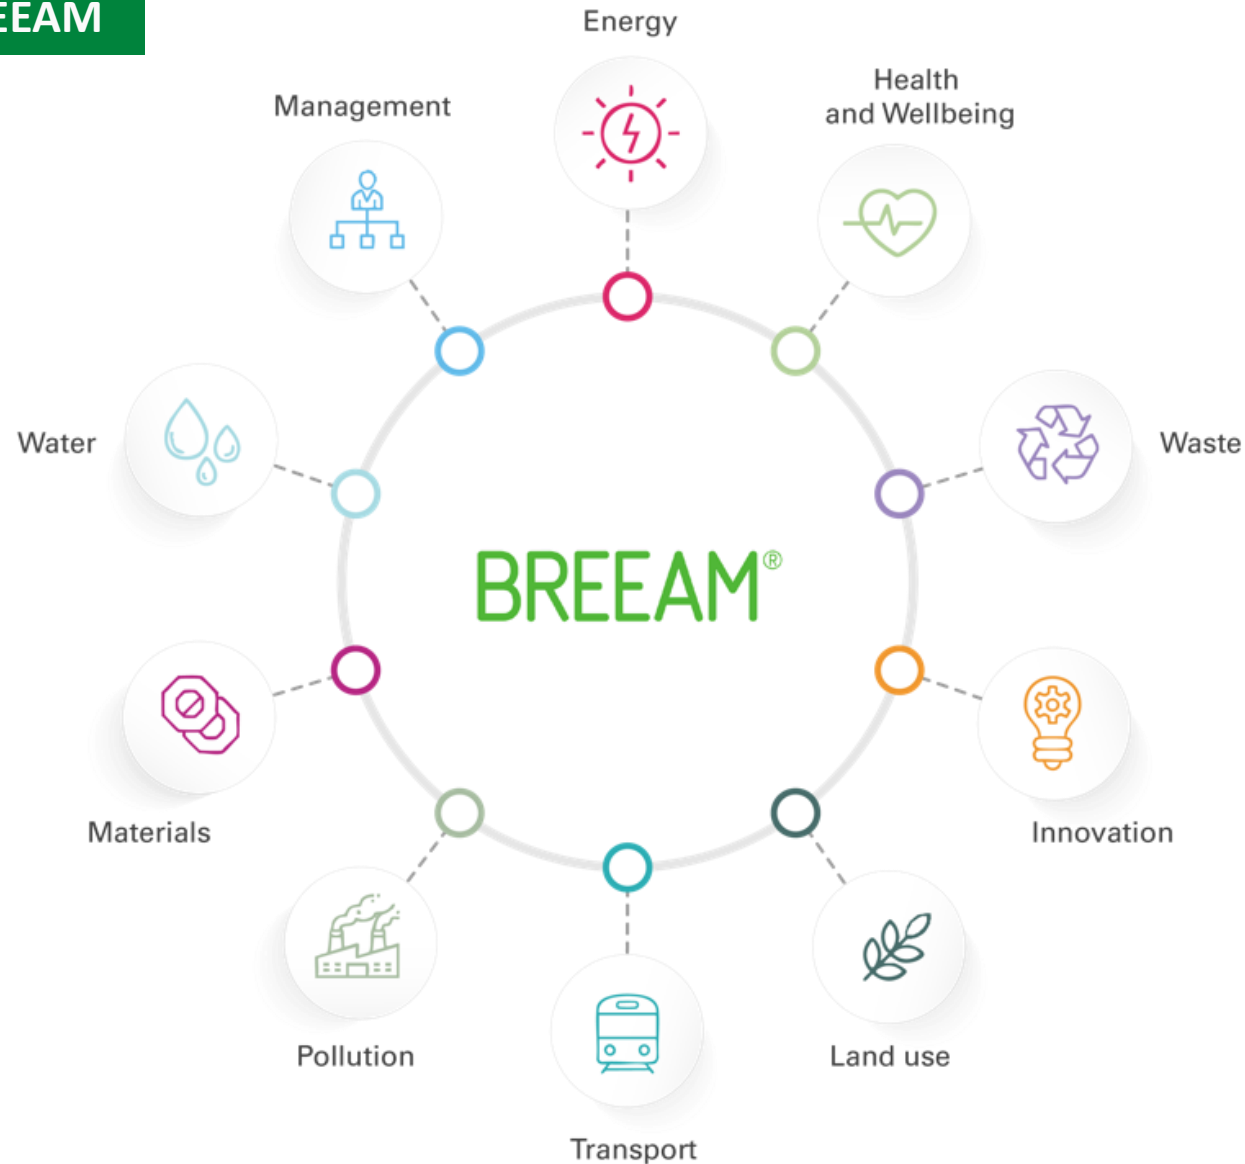 EEAM
Energy
Management
Health
and Wellbeing
Water
Waste
BREEAM®
Materials
Innovation
Pollution
Land use
Transport